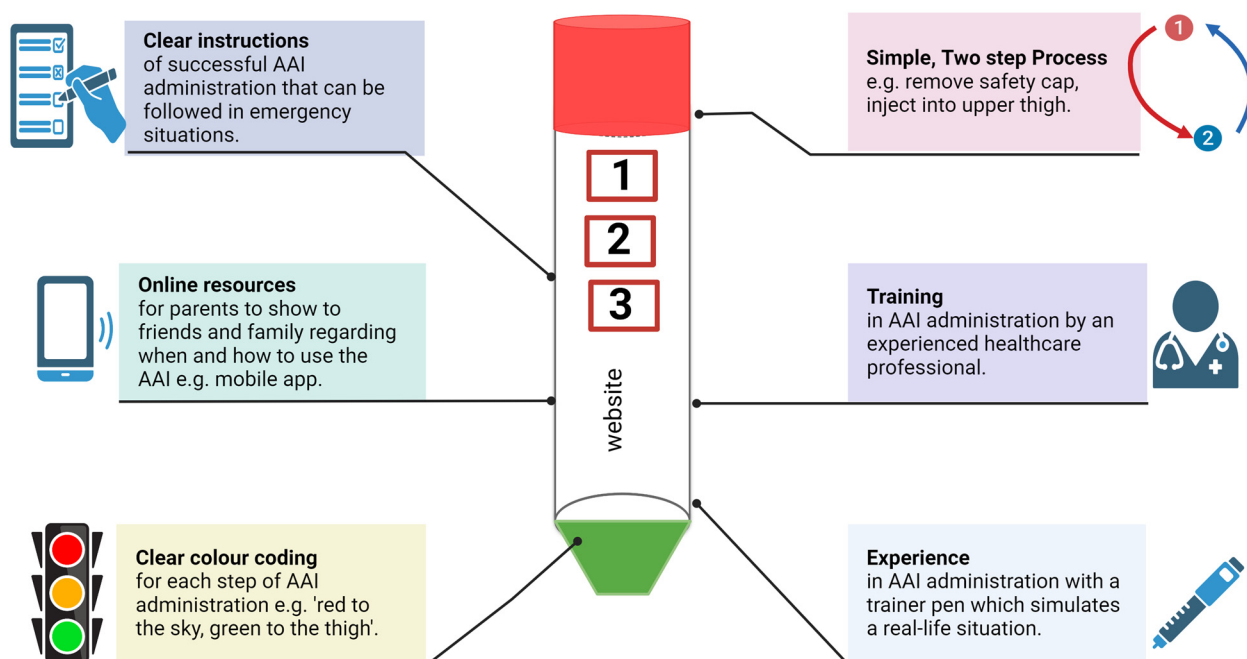 Clear instructions
of successful AAI
administration that can be
followed in emergency
situations.
Simple, Two step Process
e.g. remove safety cap,
inject into upper thigh.
1
2
1
2
3
website
Online resources
for parents to show to
friends and family regarding
when and how to use the
AAI e.g. mobile app.
Training
in AAI administration by an
experienced healthcare
professional.
Clear colour coding
for each step of AAI
administration e.g. 'red to
the sky, green to the thigh'.
Experience
in AAI administration with a
trainer pen which simulates
a real-life situation.